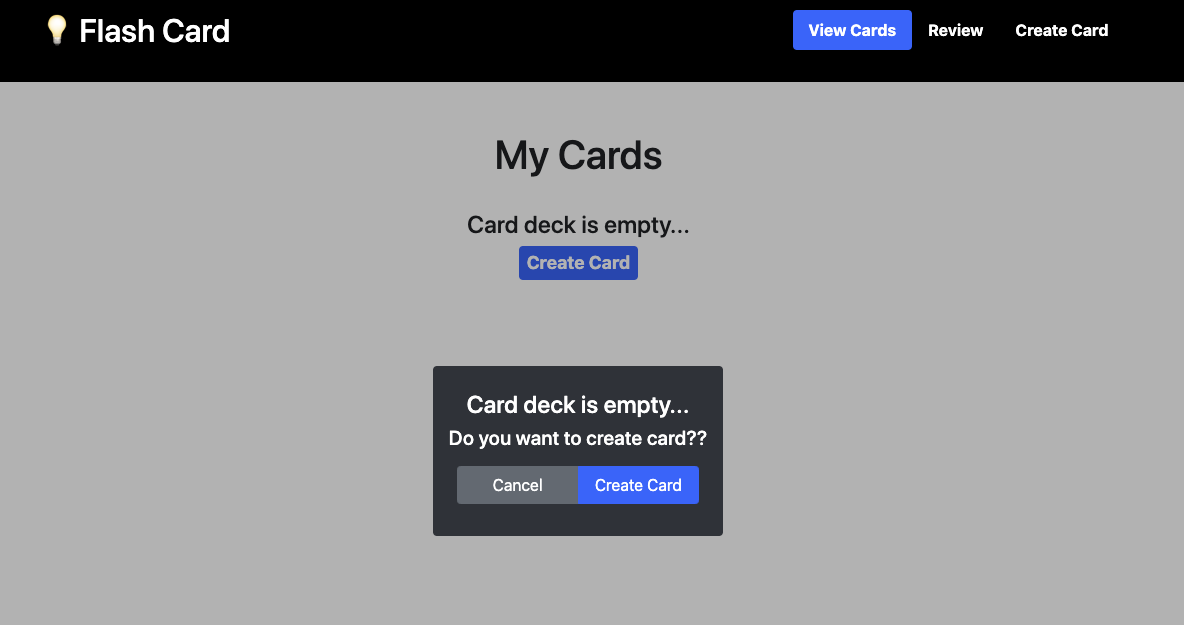 Flash Card
View Cards
Review
Create Card
My Cards
Card deck is empty...
Create Card
Card deck is empty...
Do you want to create card??
Cancel
Create Card